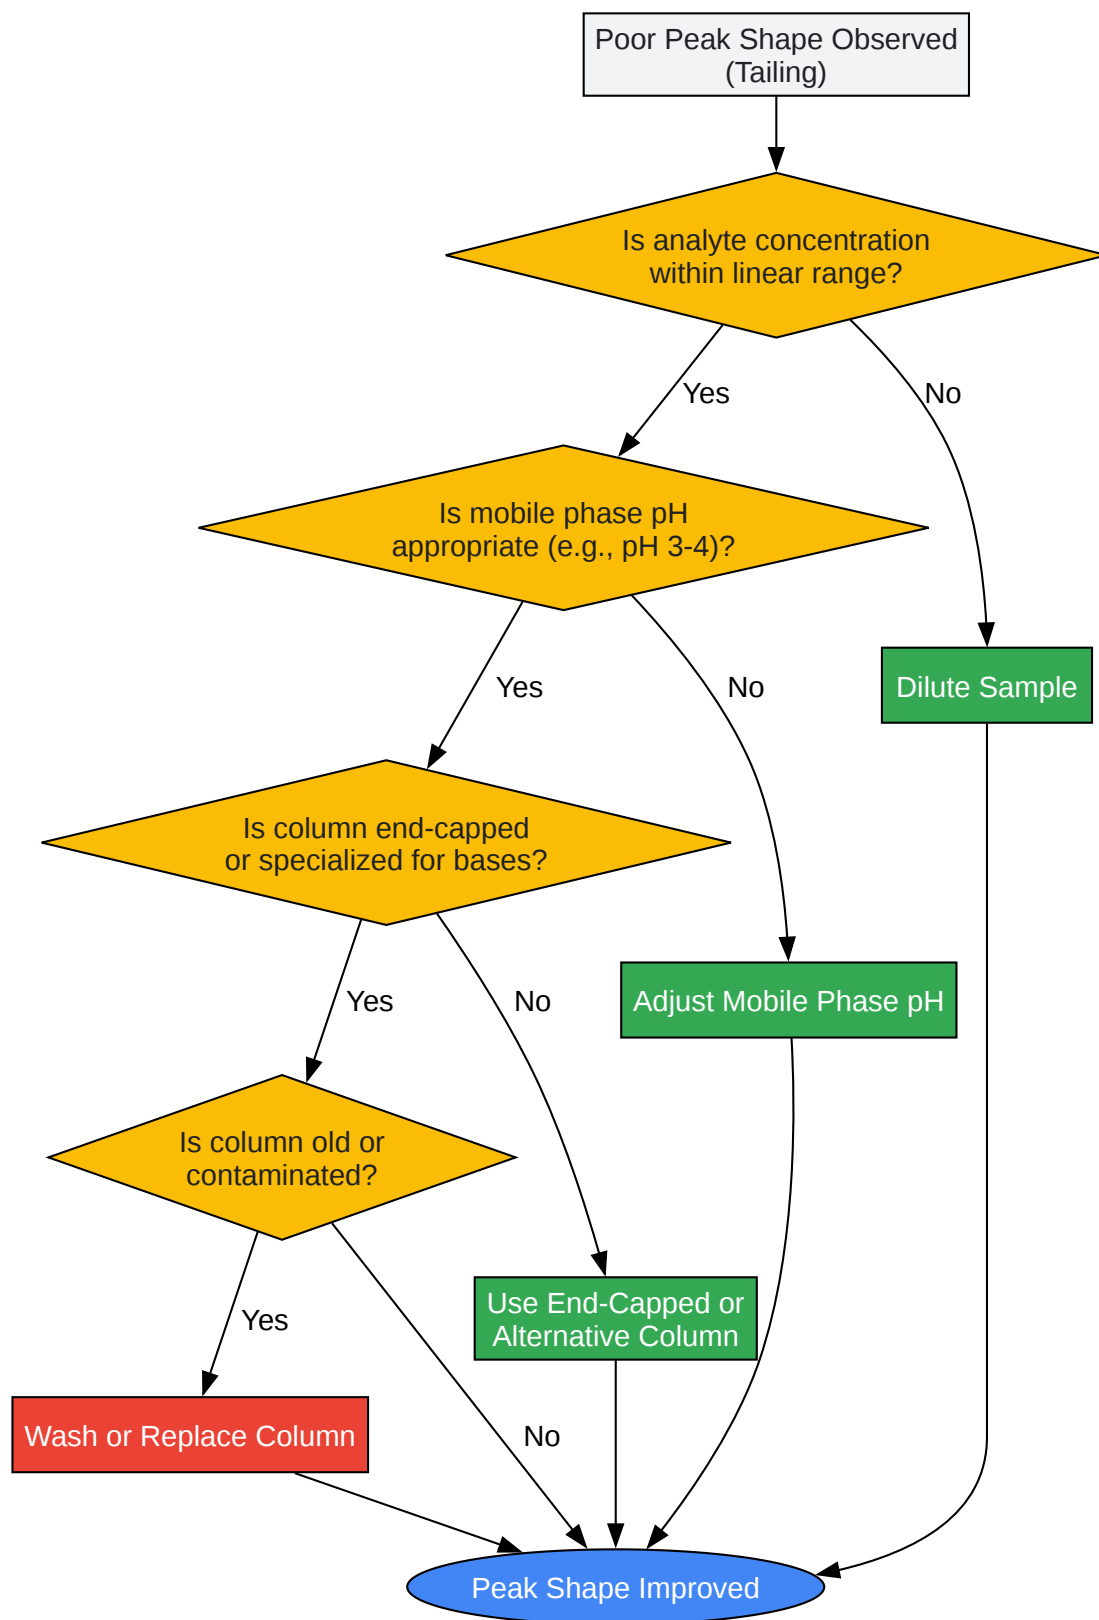 Poor Peak Shape Observed
(Tailing)
Is analyte concentration
within linear range?
Yes
No
Is mobile phase pH
appropriate (e.g., pH 3-4)?
Yes
No
Dilute Sample
Is column end-capped
or specialized for bases?
Yes
No
Adjust Mobile Phase pH
Is column old or
contaminated?
Yes
No
Use End-Capped or
Alternative Column
Wash or Replace Column
Peak Shape Improved